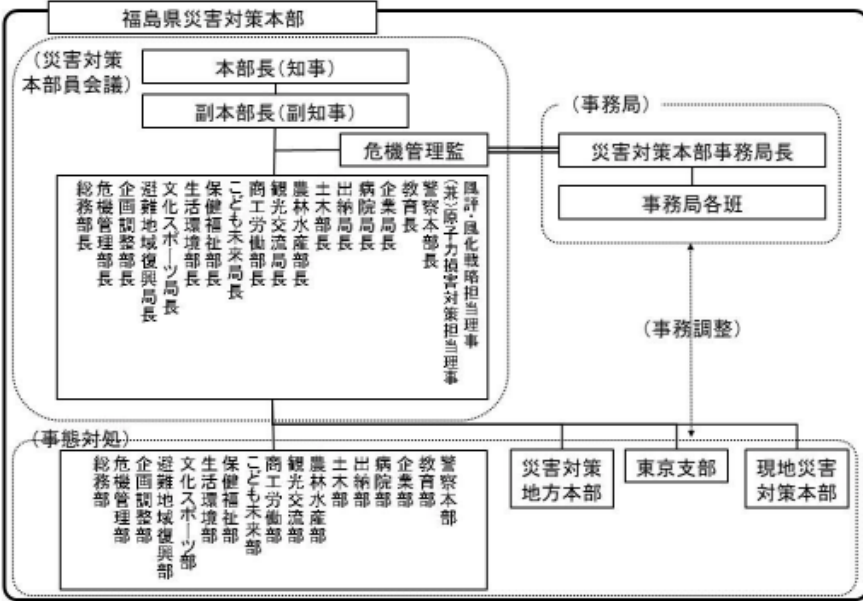 福島県災害対策本部
(災害対策
本部員会議)
本部長(知事)
副本部長(副知事)
危機管理監
(事務局)
災害対策本部事務局長
事務局各班
総務部長
危機管理部長
企画調整部長
避難地域復興局長
文化スポーツ局長
生活環境部長
保健福祉部長
こども未来局長
商工労働部長
観光交流局長
農林水産部長
土木部長
出納局長
病院局長
企業局長
教育長
警察本部長
(兼)原子力損害対策担当理事
風評・風化戦略担当理事
(事務調整)
(事態対処)
総務部
危機管理部
企画調整部
避難地域復興部
文化スポーツ部
生活環境部
保健福祉部
こども未来部
商工労働部
観光交流部
農林水産部
土木部
出納部
病院部
企業部
教育部
警察本部
災害対策
地方本部
東京支部
現地災害
対策本部